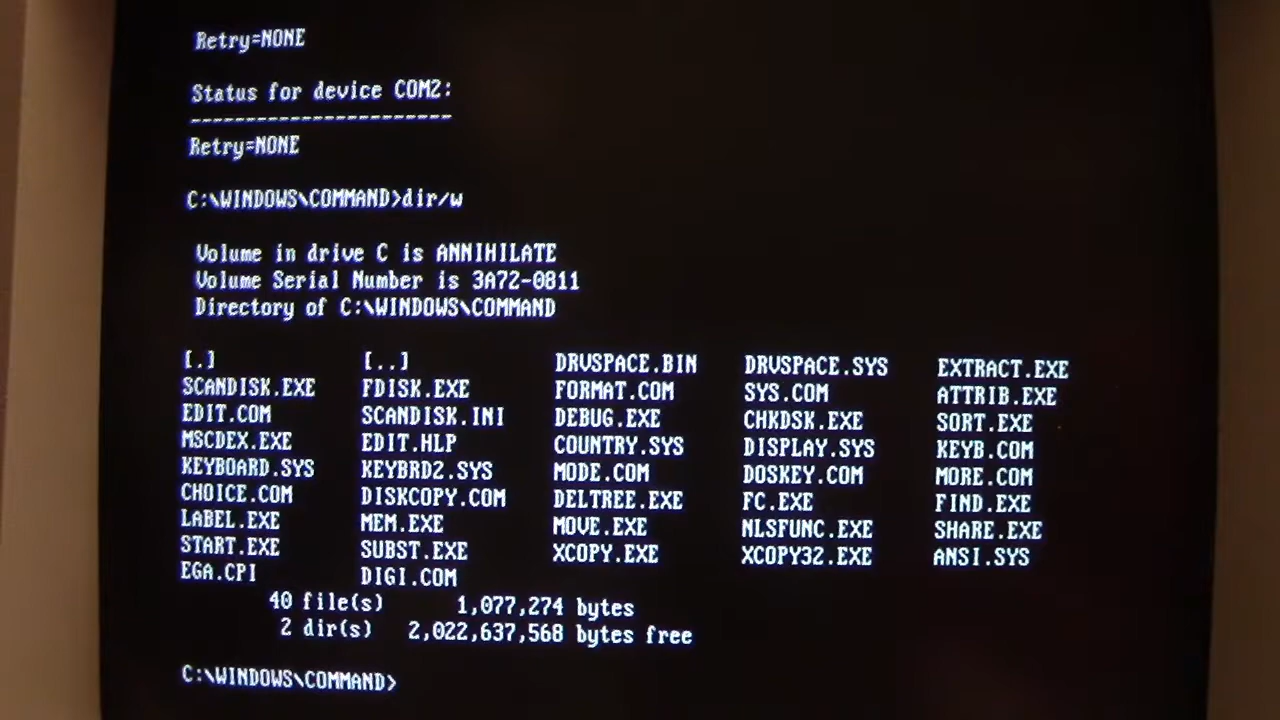 Retry=NONE
Status for device COM2:
-----------------------------
Retry=NONE
C:\WINDOWS\COMMAND>dir/w
Volume in drive C is ANNIHILATE
Volume Serial Number is 3A72-0811
Directory of C:\WINDOWS\COMMAND
[.] [..] DRVSPACE.BIN DRVSPACE.SYS EXTRACT.EXE
SCANDISK.EXE FDISK.EXE FORMAT.COM SYS.COM ATTRIB.EXE
EDIT.COM SCANDISK.INI DEBUG.EXE CHKDSK.EXE SORT.EXE
MSCDEX.EXE EDIT.HLP COUNTRY.SYS DISPLAY.SYS KEYB.COM
KEYBOARD.SYS KEYBRD2.SYS MODE.COM DOSKEY.COM MORE.COM
CHOICE.COM DISKCOPY.COM DELTREE.EXE FC.EXE FIND.EXE
LABEL.EXE MEM.EXE MOVE.EXE NLSFUNC.EXE SHARE.EXE
START.EXE SUBST.EXE XCOPY.EXE XCOPY32.EXE ANSI.SYS
EGA.CPI DIGI.COM
40 file(s) 1,077,274 bytes
2 dir(s) 2,022,637,568 bytes free
C:\WINDOWS\COMMAND>